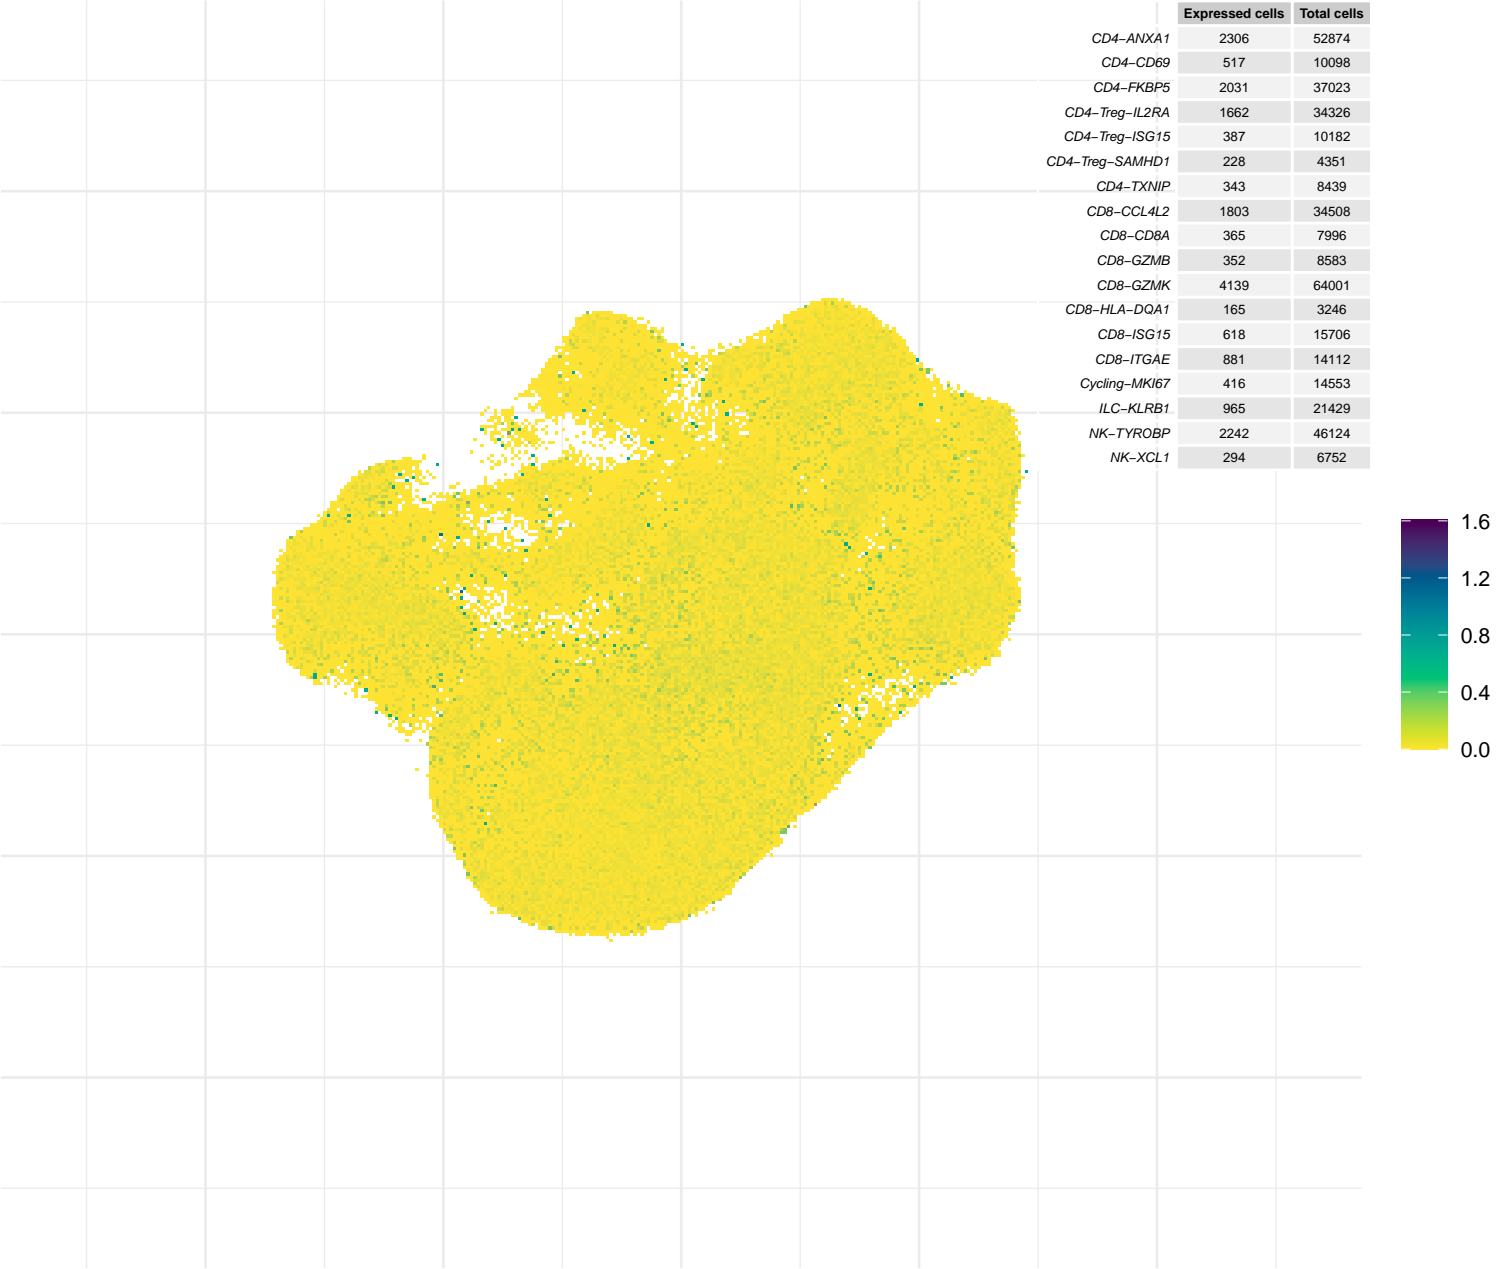 Expressed cells Total cells
CD4−ANXA1 2306 52874
CD4−CD69 517 10098
CD4−FKBP5 2031 37023
CD4−Treg−IL2RA 1662 34326
CD4−Treg−ISG15 387 10182
CD4−Treg−SAMHD1 228 4351
CD4−TXNIP 343 8439
CD8−CCL4L2 1803 34508
CD8−CD8A 365 7996
CD8−GZMB 352 8583
CD8−GZMK 4139 64001
CD8−HLA−DQA1 165 3246
CD8−ISG15 618 15706
CD8−ITGAE 881 14112
Cycling−MKI67 416 14553
ILC−KLRB1 965 21429
NK−TYROBP 2242 46124
NK−XCL1 294 6752
1.6
1.2
0.8
0.4
0.0